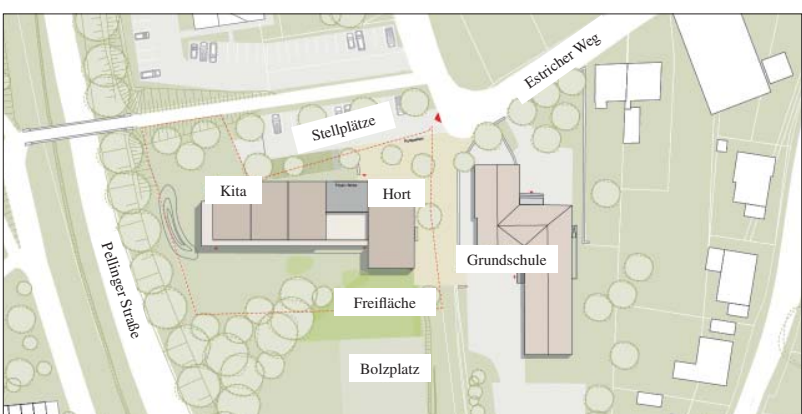 Estricher Weg
Stellplätze
Kita
Hort
Pellinger Straße
Grundschule
Freifläche
Bolzplatz